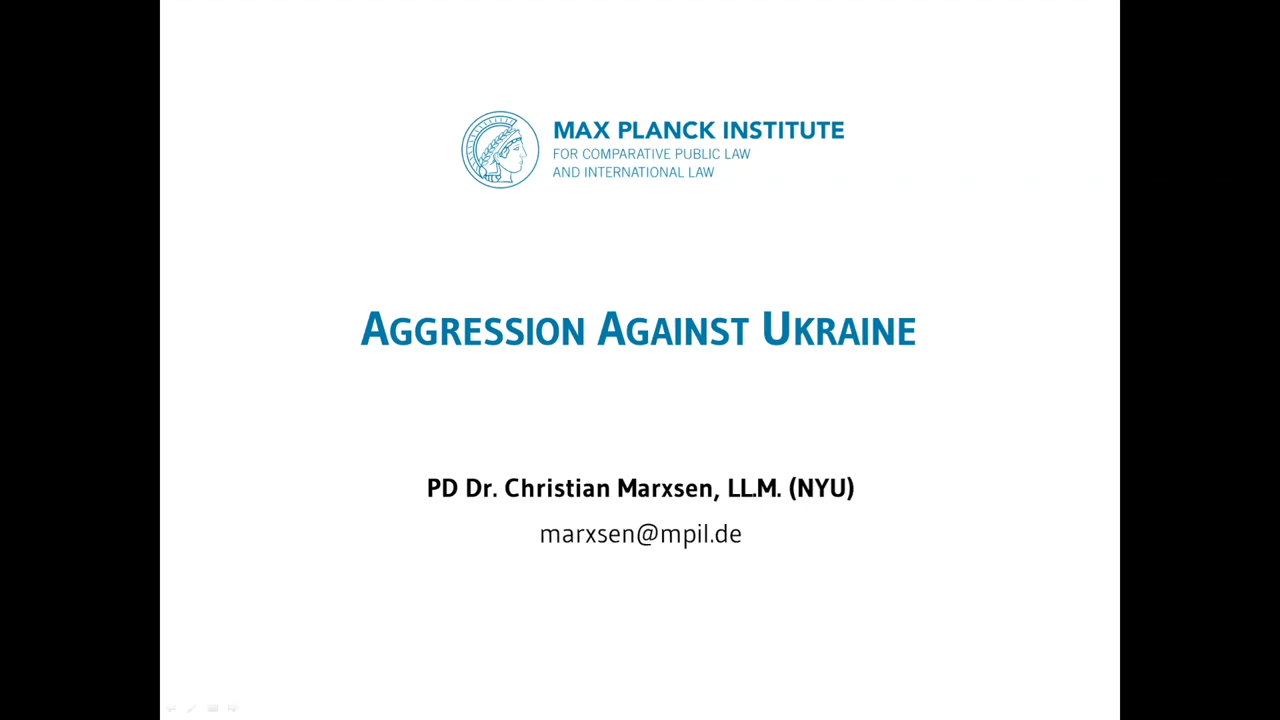 MAX PLANCK INSTITUTE
FOR COMPARATIVE PUBLIC LAW
AND INTERNATIONAL LAW
AGGRESSION AGAINST UKRAINE
PD Dr. Christian Marxsen, LL.M. (NYU)
marxsen@mpil.de